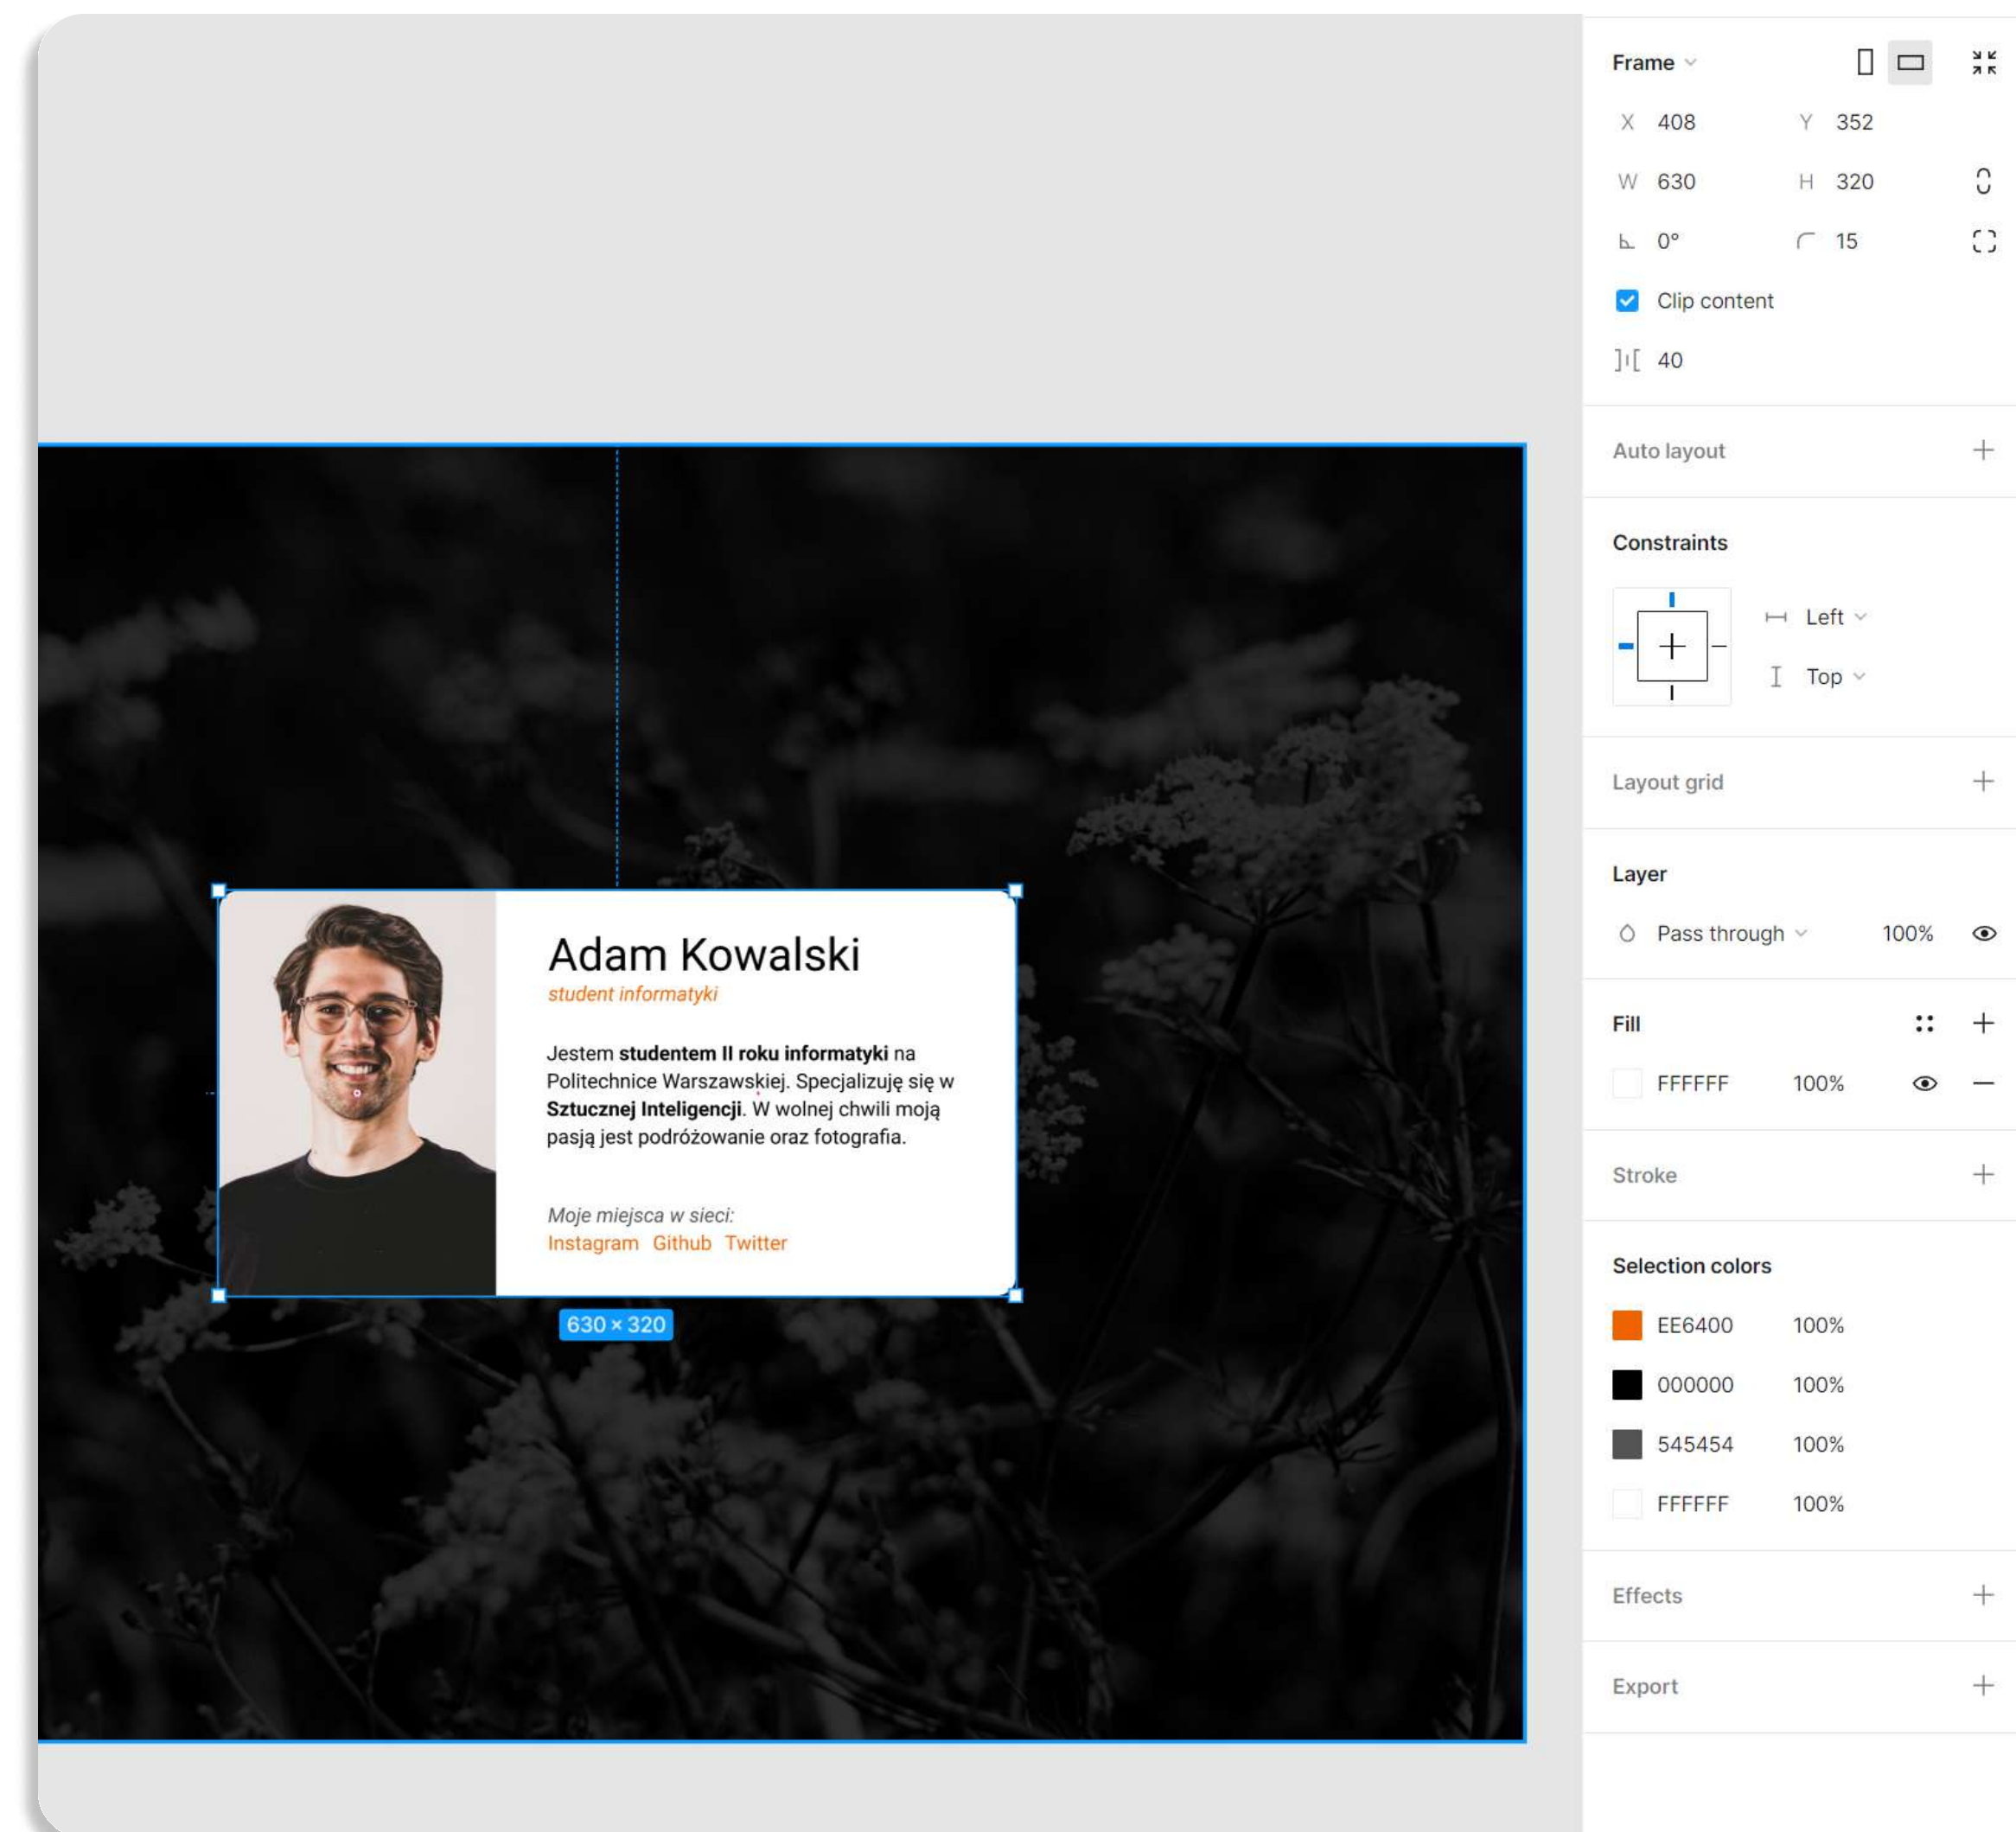 Frame
X 408 Y 352
W 630 H 320
0° 15
Clip content
40
Auto layout
Constraints
Left
Top
Layout grid
Layer
Pass through 100%
Fill
FFFFFF 100%
Stroke
Selection colors
EE6400 100%
000000 100%
545454 100%
FFFFFF 100%
Effects
Export
Adam Kowalski
student informatyki
Jestem studentem II roku informatyki na
Politechnice Warszawskiej. Specjalizuję się w
Sztucznej Inteligencji. W wolnej chwili moją
pasją jest podróżowanie oraz fotografia.
Moje miejsca w sieci:
Instagram Github Twitter
630 × 320